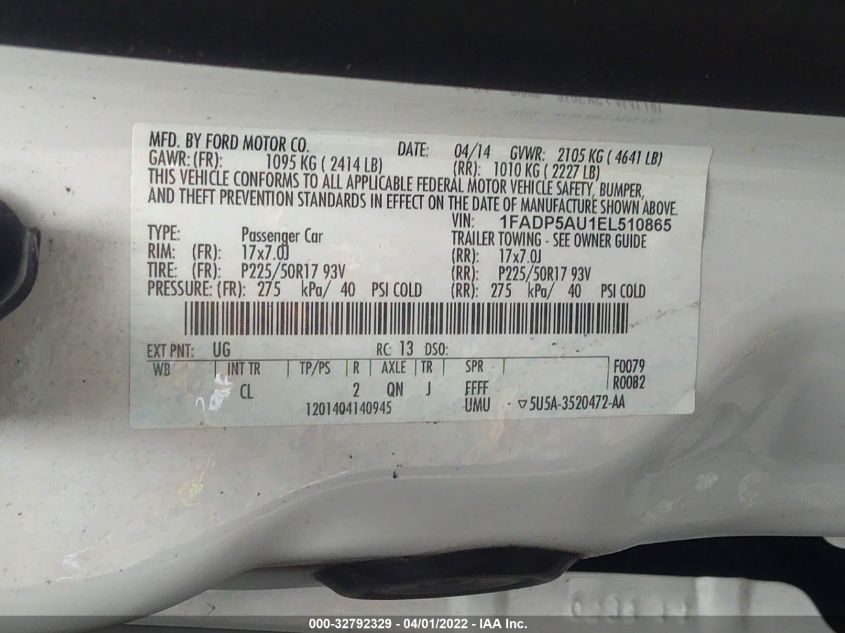 MFD. BY FORD MOTOR CO. DATE: 04/14 GVWR: 2105 KG ( 4641 LB)
GAWR: (FR): 1095 KG ( 2414 LB) (RR): 1010 KG ( 2227 LB)
THIS VEHICLE CONFORMS TO ALL APPLICABLE FEDERAL MOTOR VEHICLE SAFETY, BUMPER,
AND THEFT PREVENTION STANDARDS IN EFFECT ON THE DATE OF MANUFACTURE SHOWN ABOVE.
VIN: 1FADP5AU1EL510865
TYPE: Passenger Car TRAILER TOWING - SEE OWNER GUIDE
RIM: (FR) 17x7.0J (RR): 17x7.0J
TIRE: (FR) P225/50R17 93V (RR): P225/50R17 93V
PRESSURE: (FR): 275 kPa/ 40 PSI COLD (RR): 275 kPa/ 40 PSI COLD
EXT PNT: UG RC: 13 DSO:
WB INT TR TP/PS R AXLE TR SPR F0079
CL 2 QN J FFFF R00B2
1201404140945 UMU ▽5U5A-3520472-AA
000-32792329 - 04/01/2022 - IAA Inc.